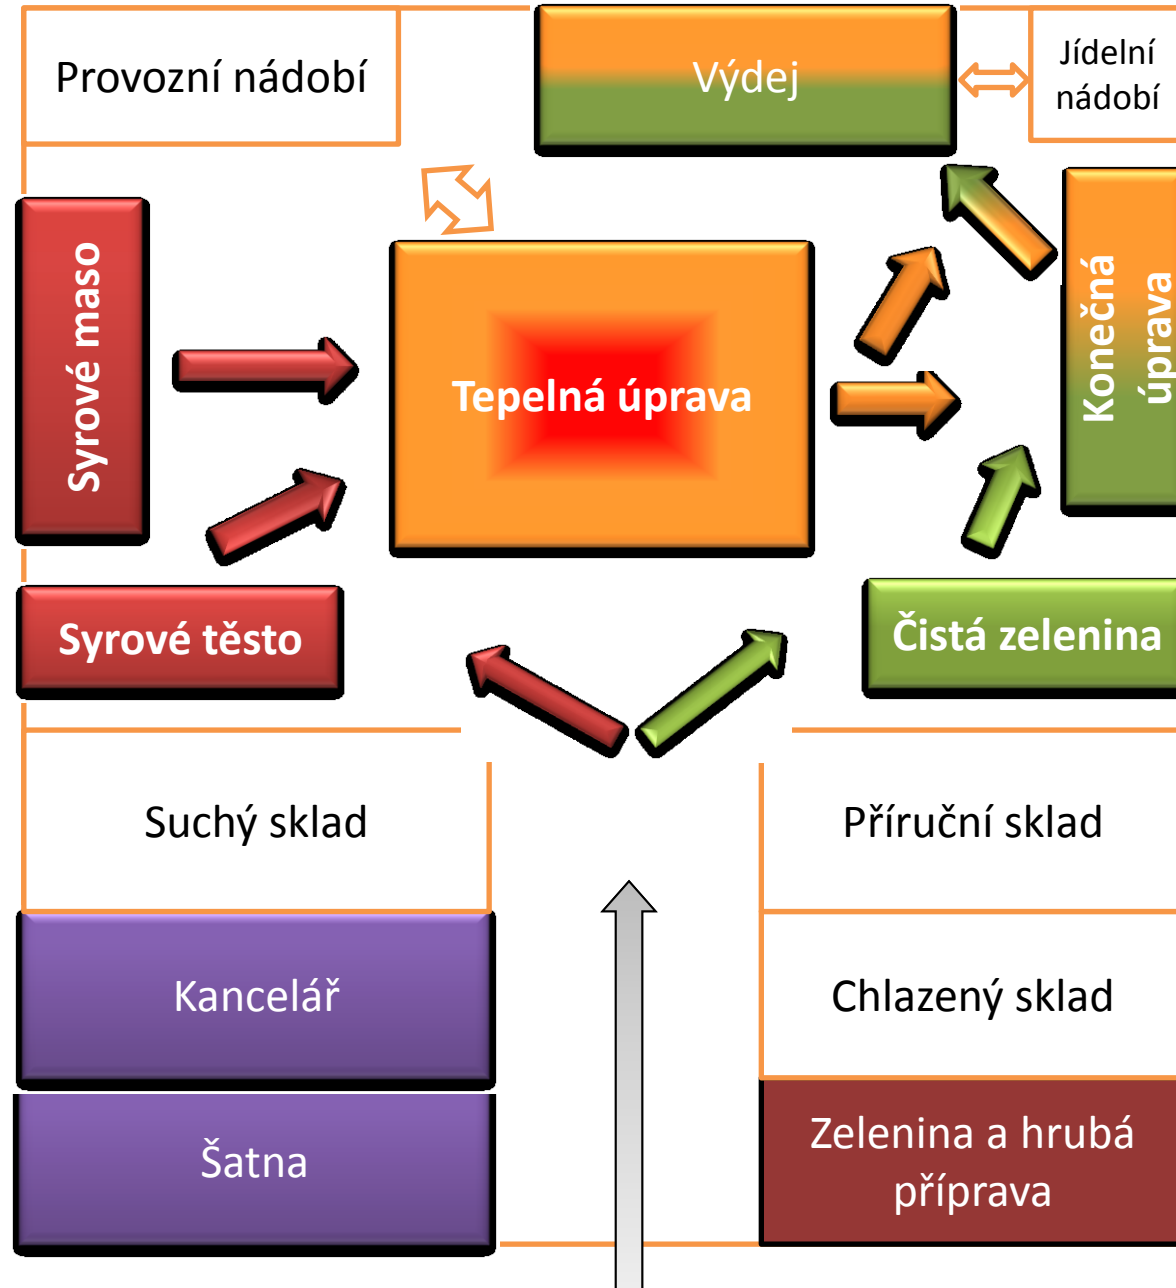 Provozní nádobí
Výdej
Jídelní
nádobí
Syrové maso
Tepelná úprava
Konečná
úprava
Syrové těsto
Čistá zelenina
Suchý sklad
Příruční sklad
Kancelář
Chlazený sklad
Šatna
Zelenina a hrubá
příprava